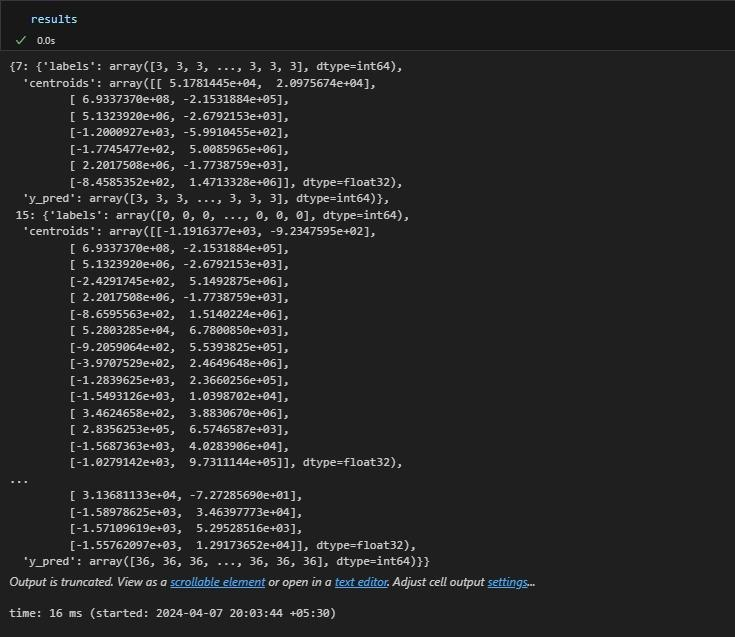 results
0.0s
{7: {'labels': array([3, 3, 3, ..., 3, 3, 3], dtype=int64),
'centroids': array([[ 5.1781445e+04, 2.0975674e+04],
[ 6.9337370e+08, -2.1531884e+05],
[ 5.1323920e+06, -2.6792153e+03],
[-1.2000927e+03, -5.9910455e+02],
[-1.7745477e+02, 5.0085965e+06],
[ 2.2017508e+06, -1.7738759e+03],
[-8.4585352e+02, 1.4713328e+06]], dtype=float32),
'y_pred': array([3, 3, 3, ..., 3, 3, 3], dtype=int64)},
15: {'labels': array([0, 0, 0, ..., 0, 0, 0], dtype=int64),
'centroids': array([[-1.1916377e+03, -9.2347595e+02],
[ 6.9337370e+08, -2.1531884e+05],
[ 5.1323920e+06, -2.6792153e+03],
[-2.4291745e+02, 5.1492875e+06],
[ 2.2017508e+06, -1.7738759e+03],
[-8.6595562e+02, 1.5140224e+06],
[ 5.2803285e+04, 6.7800850e+03],
[-9.2059064e+02, 5.5393825e+05],
[-3.9707529e+02, 2.4649648e+06],
[-1.2839625e+03, 2.3660256e+05],
[-1.5493126e+03, 1.0398702e+04],
[ 3.4624658e+02, 3.8830670e+06],
[ 2.8356253e+05, 6.5746587e+03],
[-1.5687363e+03, 4.0283906e+04],
[-1.0279142e+03, 9.7311144e+05]], dtype=float32),
...
[ 3.13681133e+04, -7.27285690e+01],
[-1.58978625e+03, 3.46397773e+04],
[-1.57109619e+03, 5.29528516e+03],
[-1.55762097e+03, 1.29173652e+04]], dtype=float32),
'y_pred': array([36, 36, 36, ..., 36, 36, 36], dtype=int64)}}
Output is truncated. View as a scrollable element or open in a text editor. Adjust cell output settings...
time: 16 ms (started: 2024-04-07 20:03:44 +05:30)